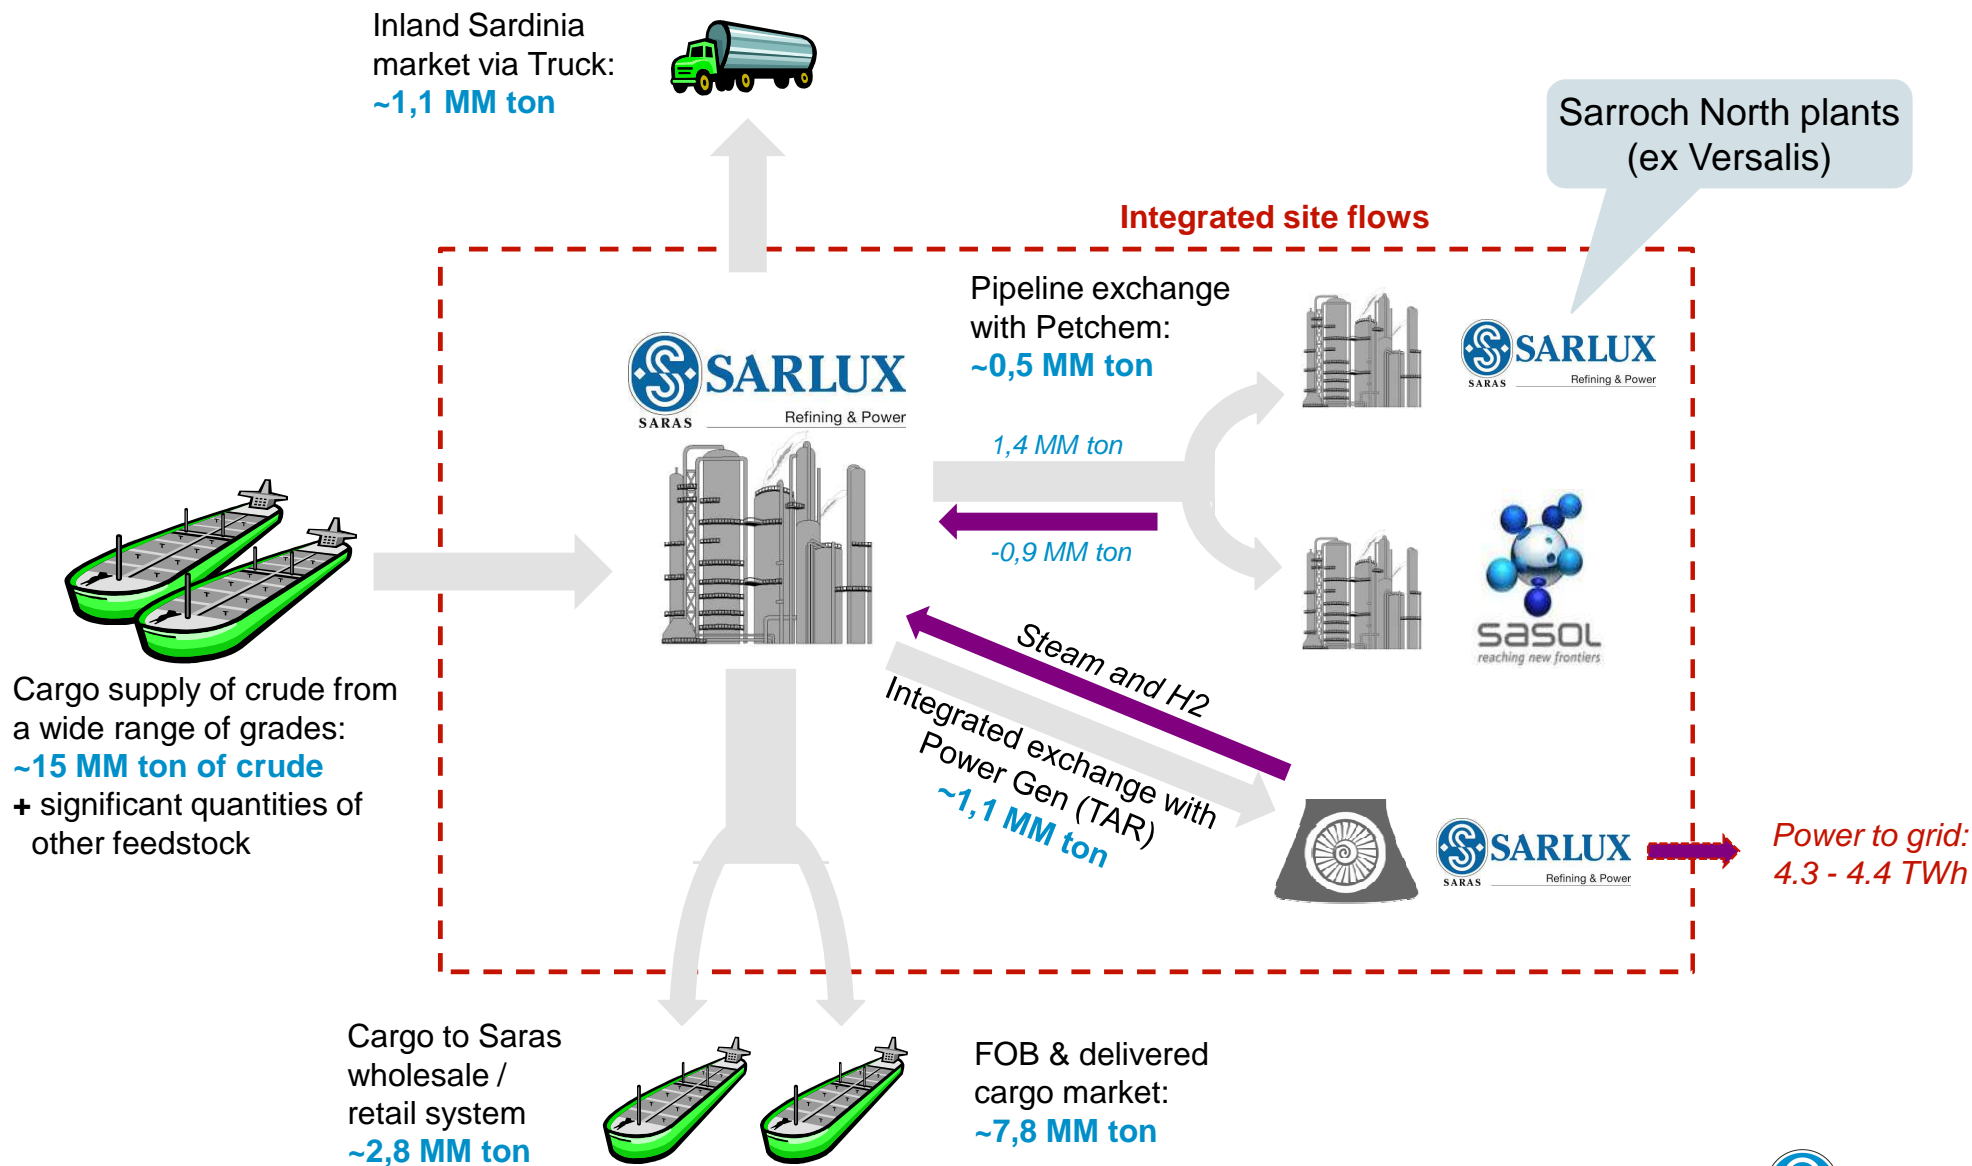 Inland Sardinia
market via Truck:
~1,1 MM ton
Sarroch North plants
(ex Versalis)
Integrated site flows
Pipeline exchange
with Petchem:
~0,5 MM ton
SARLUX
Refining & Power
SARAS
SARLUX
Refining & Power
SARAS
1,4 MM ton
-0,9 MM ton
sasol
reaching new frontiers
Cargo supply of crude from
a wide range of grades:
~15 MM ton of crude
+ significant quantities of
other feedstock
Steam and H2
Integrated exchange with
Power Gen (TAR)
~1,1 MM ton
SARLUX
Refining & Power
SARAS
Power to grid:
4.3 - 4.4 TWh
Cargo to Saras
wholesale /
retail system
~2,8 MM ton
FOB & delivered
cargo market:
~7,8 MM ton